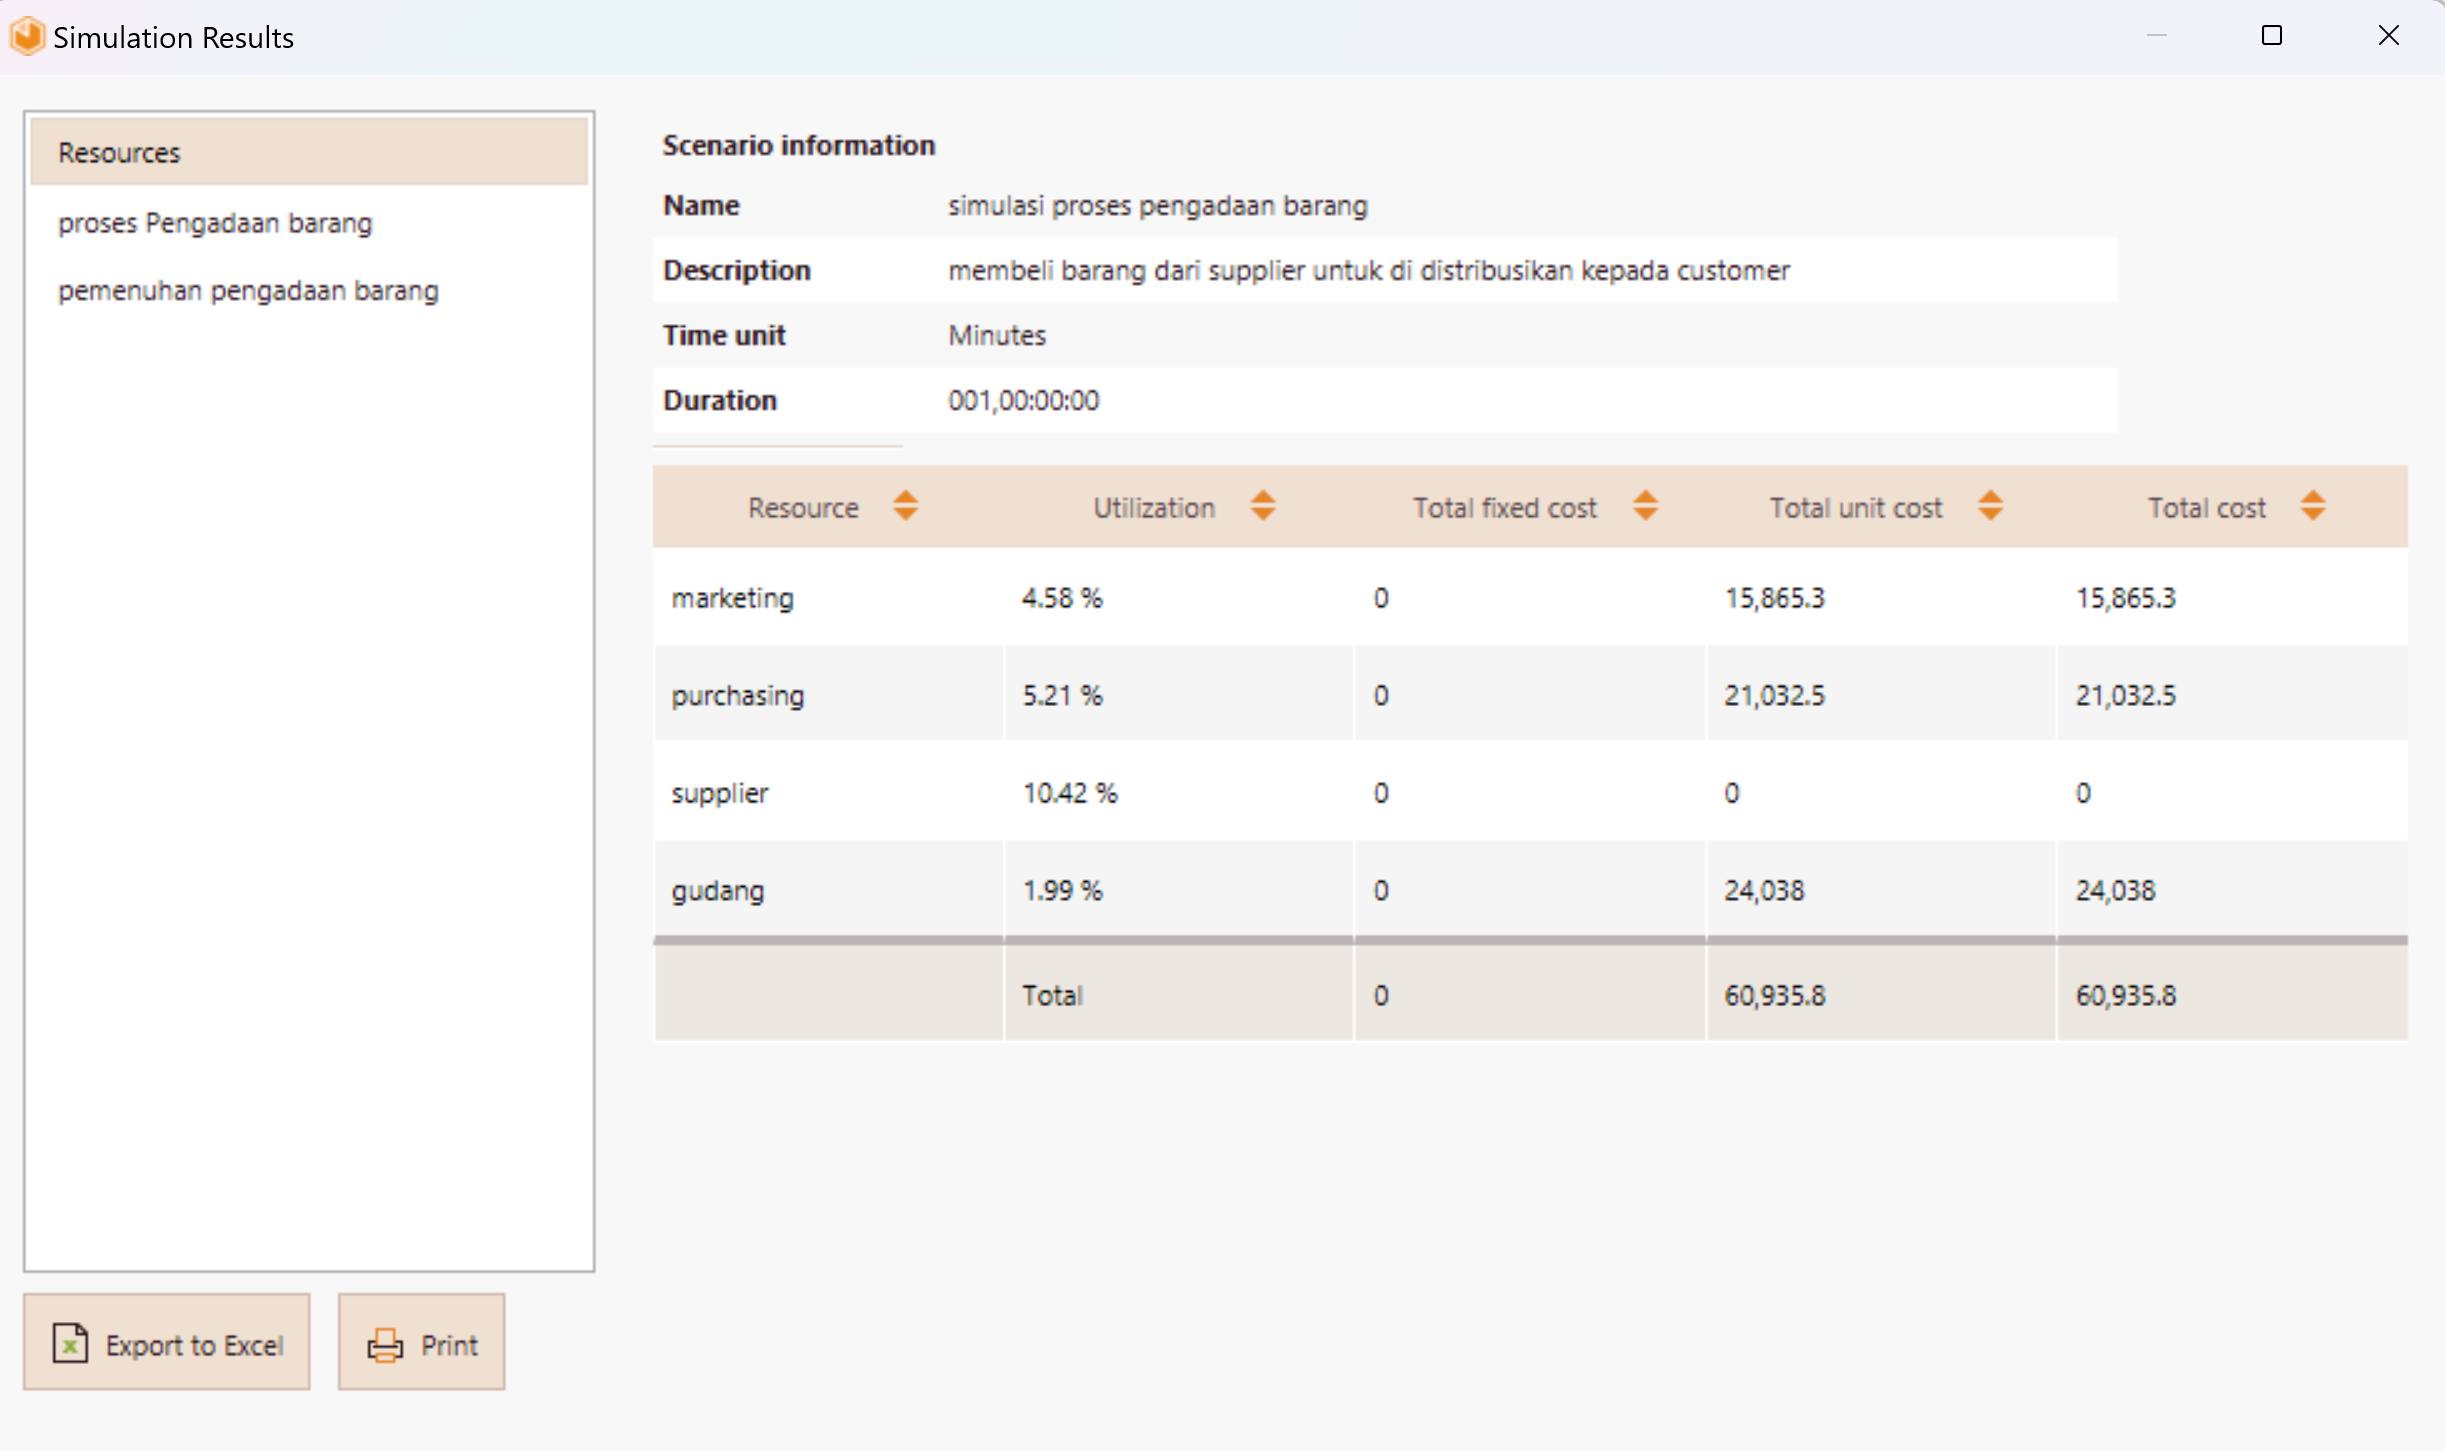 Simulation Results
Resources
proses Pengadaan barang
pemenuhan pengadaan barang
Export to Excel
Print
Scenario information
Name simulasi proses pengadaan barang
Description membeli barang dari supplier untuk di distribusikan kepada customer
Time unit Minutes
Duration 001,00:00:00
Resource Utilization Total fixed cost Total unit cost Total cost
marketing 4.58 % 0 15,865.3 15,865.3
purchasing 5.21 % 0 21,032.5 21,032.5
supplier 10.42 % 0 0 0
gudang 1.99 % 0 24,038 24,038
Total 0 60,935.8 60,935.8